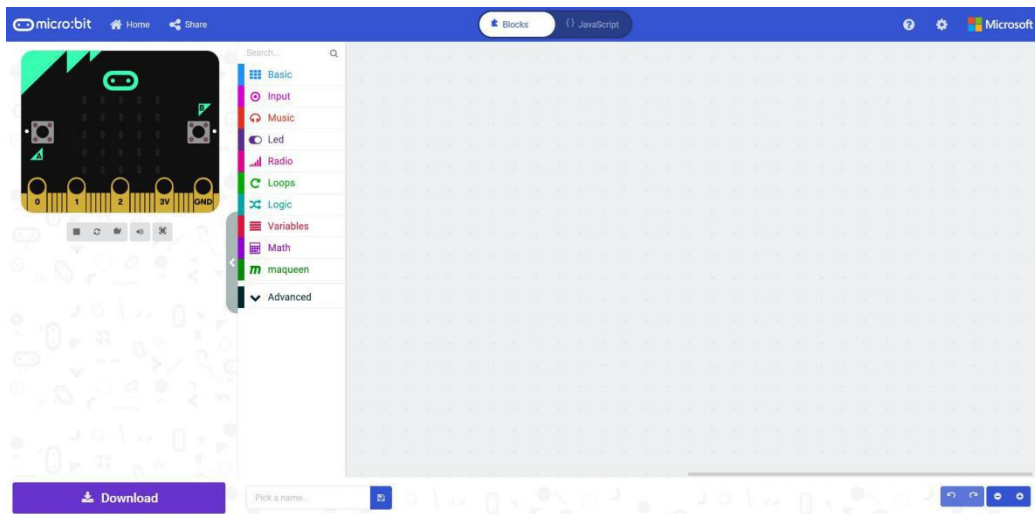 micro:bit Home Share Blocks {} JavaScript Microsoft
Search...
Basic
Input
Music
Led
Radio
Loops
Logic
Variables
Math
maqueen
Advanced
B
A
0 1 2 3V GND
Download
Pick a name...